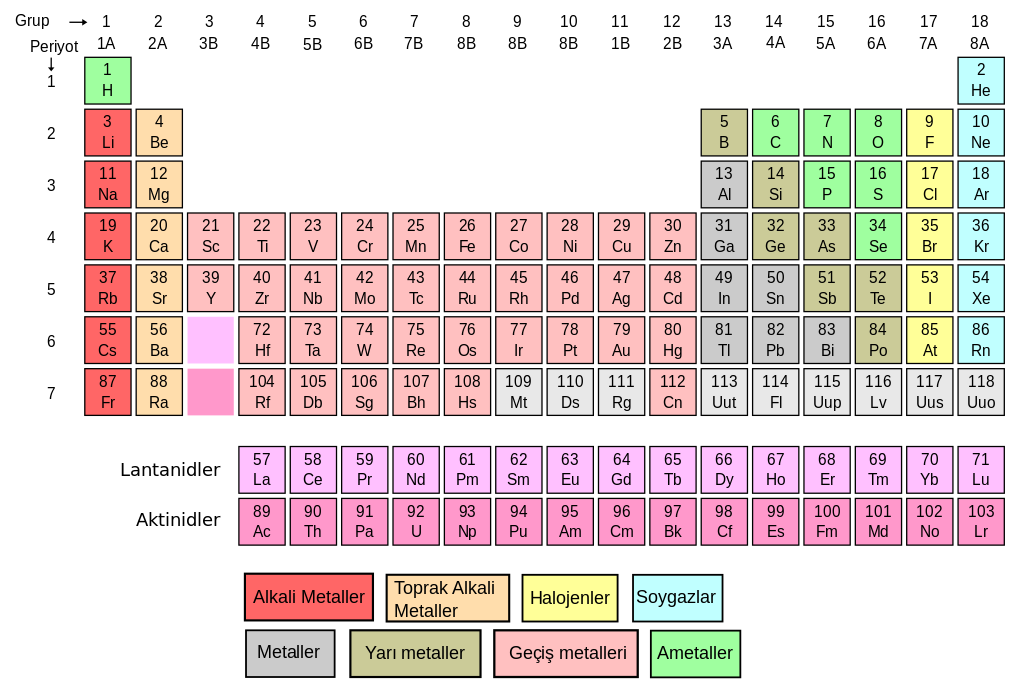 Grup → 1 2 3 4 5 6 7 8 9 10 11 12 13 14 15 16 17 18
Periyot 1A 2A 3B 4B 5B 6B 7B 8B 8B 8B 1B 2B 3A 4A 5A 6A 7A 8A
↓
1 2
1 H He
3 4 5 6 7 8 9 10
2 Li Be B C N O F Ne
11 12 13 14 15 16 17 18
3 Na Mg Al Si P S Cl Ar
19 20 21 22 23 24 25 26 27 28 29 30 31 32 33 34 35 36
4 K Ca Sc Ti V Cr Mn Fe Co Ni Cu Zn Ga Ge As Se Br Kr
37 38 39 40 41 42 43 44 45 46 47 48 49 50 51 52 53 54
5 Rb Sr Y Zr Nb Mo Tc Ru Rh Pd Ag Cd In Sn Sb Te I Xe
55 56 72 73 74 75 76 77 78 79 80 81 82 83 84 85 86
6 Cs Ba Hf Ta W Re Os Ir Pt Au Hg Tl Pb Bi Po At Rn
87 88 104 105 106 107 108 109 110 111 112 113 114 115 116 117 118
7 Fr Ra Rf Db Sg Bh Hs Mt Ds Rg Cn Uut Fl Uup Lv Uus Uuo
57 58 59 60 61 62 63 64 65 66 67 68 69 70 71
Lantanidler La Ce Pr Nd Pm Sm Eu Gd Tb Dy Ho Er Tm Yb Lu
89 90 91 92 93 94 95 96 97 98 99 100 101 102 103
Aktinidler Ac Th Pa U Np Pu Am Cm Bk Cf Es Fm Md No Lr
Alkali Metaller
Toprak Alkali
Metaller
Halojenler
Soygazlar
Metaller
Yarı metaller
Geçiş metalleri
Ametaller